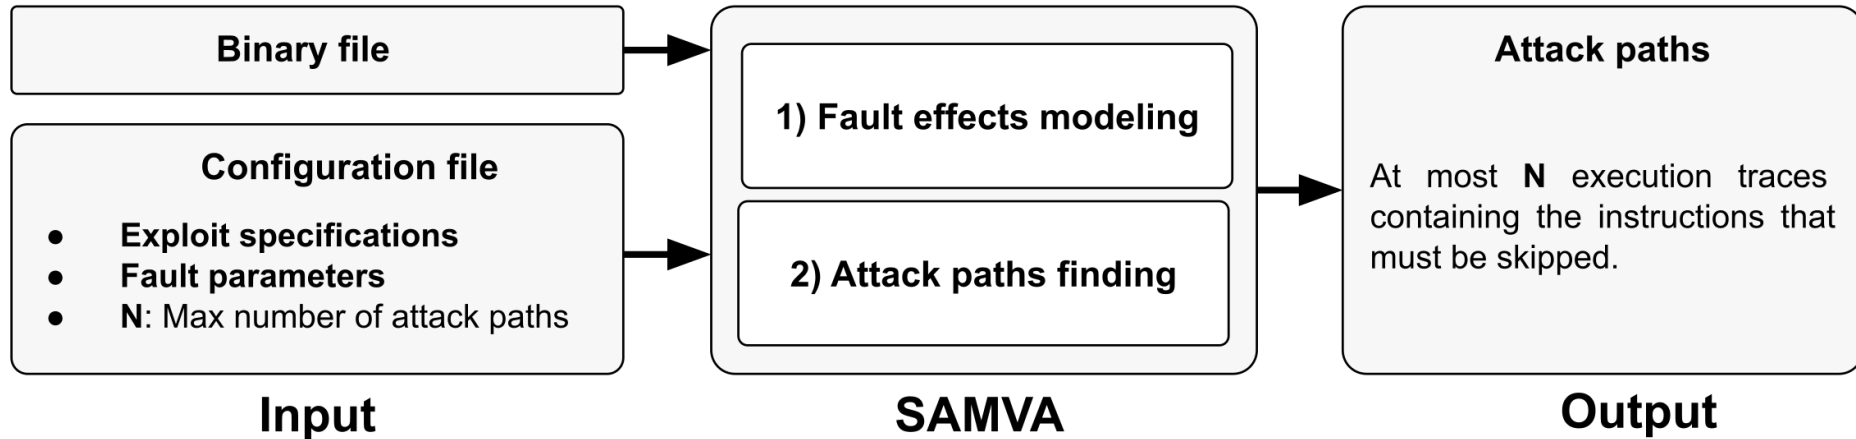 Binary file
Configuration file
● Exploit specifications
● Fault parameters
● N: Max number of attack paths
Input
1) Fault effects modeling
2) Attack paths finding
SAMVA
Attack paths
At most N execution traces
containing the instructions that
must be skipped.
Output